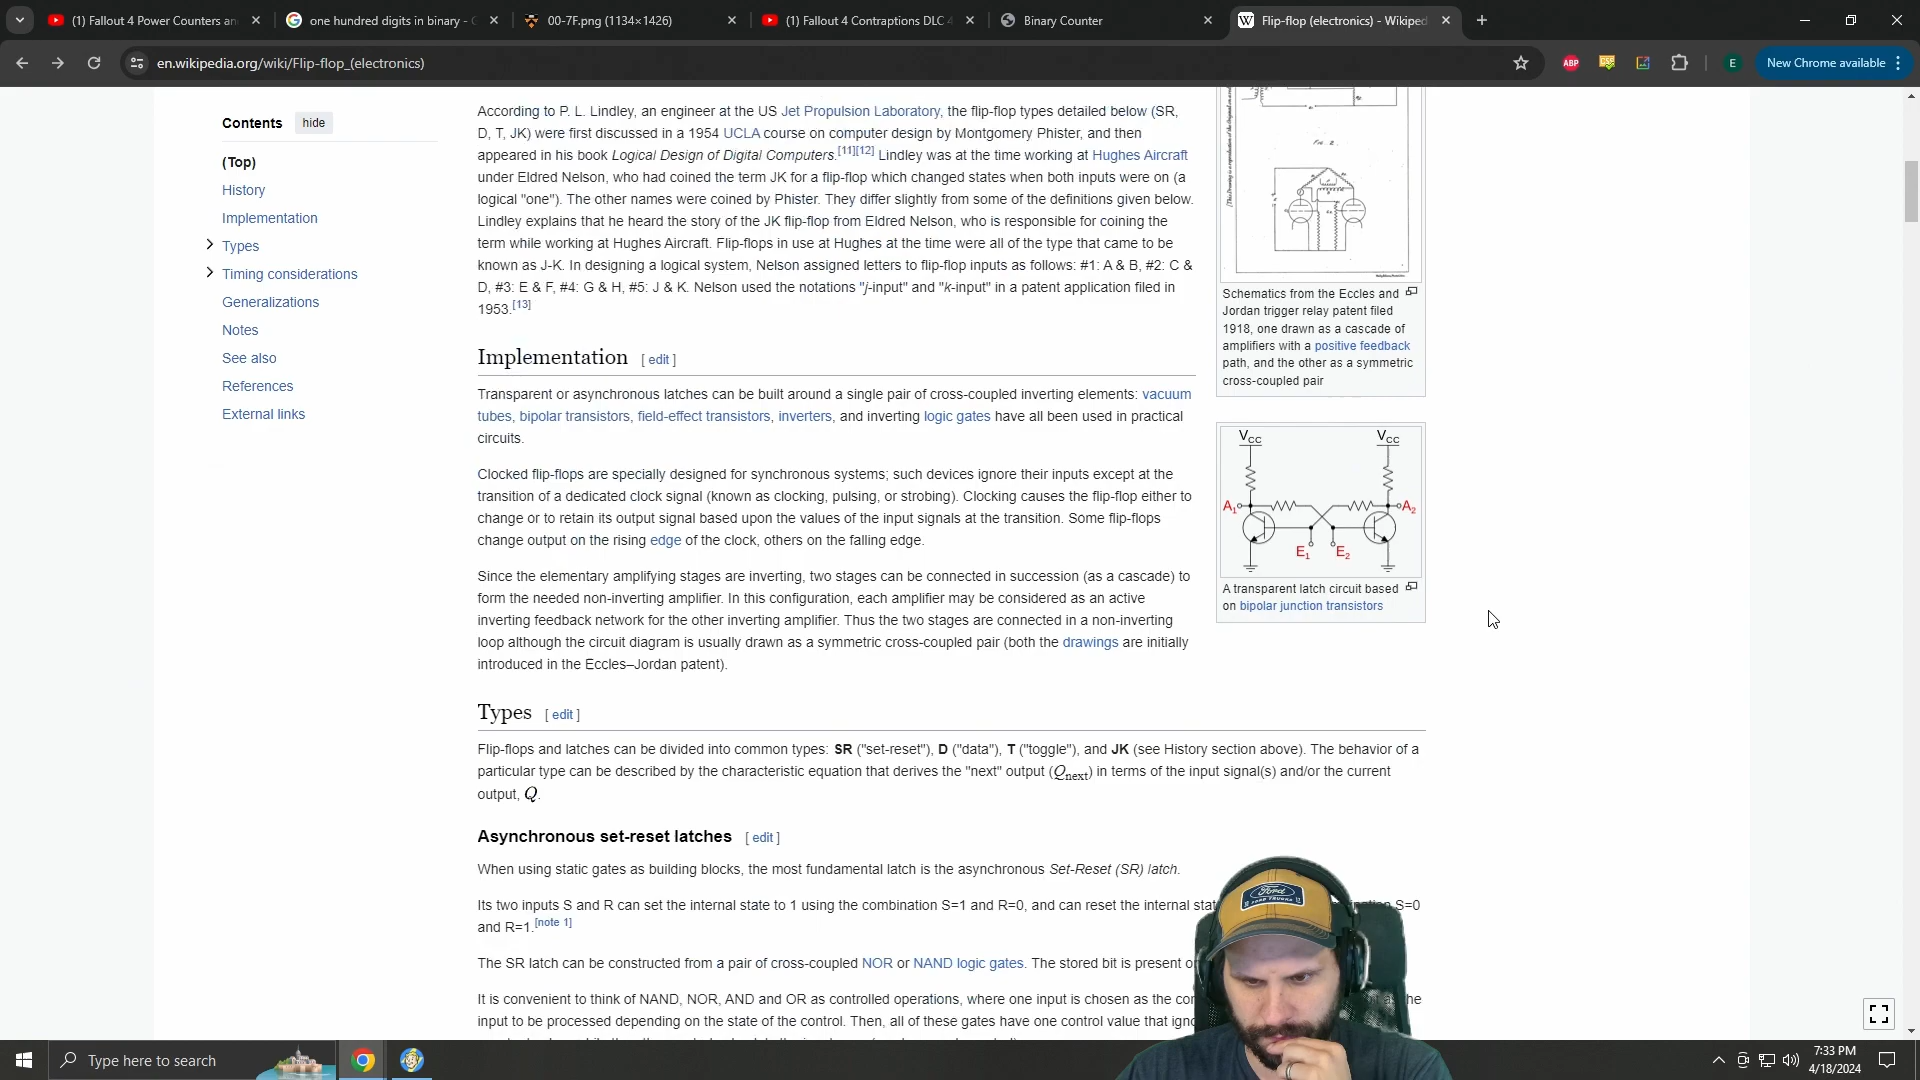 (1) Fallout 4 Power Counters an
one hundred digits in binary - G
00-7F.png (1134×1426)
(1) Fallout 4 Contraptions DLC 4
Binary Counter
Flip-flop (electronics) - Wikiped
en.wikipedia.org/wiki/Flip-flop_(electronics)
ABP
E
New Chrome available
Contents hide
(Top)
History
Implementation
Types
Timing considerations
Generalizations
Notes
See also
References
External links
According to P. L. Lindley, an engineer at the US Jet Propulsion Laboratory, the flip-flop types detailed below (SR,
D, T, JK) were first discussed in a 1954 UCLA course on computer design by Montgomery Phister, and then
appeared in his book Logical Design of Digital Computers.[11][12] Lindley was at the time working at Hughes Aircraft
under Eldred Nelson, who had coined the term JK for a flip-flop which changed states when both inputs were on (a
logical "one"). The other names were coined by Phister. They differ slightly from some of the definitions given below.
Lindley explains that he heard the story of the JK flip-flop from Eldred Nelson, who is responsible for coining the
term while working at Hughes Aircraft. Flip-flops in use at Hughes at the time were all of the type that came to be
known as J-K. In designing a logical system, Nelson assigned letters to flip-flop inputs as follows: #1: A & B, #2: C &
D, #3: E & F, #4: G & H, #5: J & K. Nelson used the notations "j-input" and "k-input" in a patent application filed in
1953.[13]
Implementation [ edit ]
Transparent or asynchronous latches can be built around a single pair of cross-coupled inverting elements: vacuum
tubes, bipolar transistors, field-effect transistors, inverters, and inverting logic gates have all been used in practical
circuits.
Clocked flip-flops are specially designed for synchronous systems; such devices ignore their inputs except at the
transition of a dedicated clock signal (known as clocking, pulsing, or strobing). Clocking causes the flip-flop either to
change or to retain its output signal based upon the values of the input signals at the transition. Some flip-flops
change output on the rising edge of the clock, others on the falling edge.
Since the elementary amplifying stages are inverting, two stages can be connected in succession (as a cascade) to
form the needed non-inverting amplifier. In this configuration, each amplifier may be considered as an active
inverting feedback network for the other inverting amplifier. Thus the two stages are connected in a non-inverting
loop although the circuit diagram is usually drawn as a symmetric cross-coupled pair (both the drawings are initially
introduced in the Eccles–Jordan patent).
Types [ edit ]
Flip-flops and latches can be divided into common types: SR ("set-reset"), D ("data"), T ("toggle"), and JK (see History section above). The behavior of a
particular type can be described by the characteristic equation that derives the "next" output (Qnext) in terms of the input signal(s) and/or the current
output, Q.
Asynchronous set-reset latches [ edit ]
When using static gates as building blocks, the most fundamental latch is the asynchronous Set-Reset (SR) latch.
Its two inputs S and R can set the internal state to 1 using the combination S=1 and R=0, and can reset the internal stat S=0
and R=1.[note 1]
The SR latch can be constructed from a pair of cross-coupled NOR or NAND logic gates. The stored bit is present o
It is convenient to think of NAND, NOR, AND and OR as controlled operations, where one input is chosen as the co he
input to be processed depending on the state of the control. Then, all of these gates have one control value that ign
Schematics from the Eccles and
Jordan trigger relay patent filed
1918, one drawn as a cascade of
amplifiers with a positive feedback
path, and the other as a symmetric
cross-coupled pair
VCC VCC
A1 A2
E1 E2
A transparent latch circuit based
on bipolar junction transistors
Ford
Type here to search
7:33 PM
4/18/2024